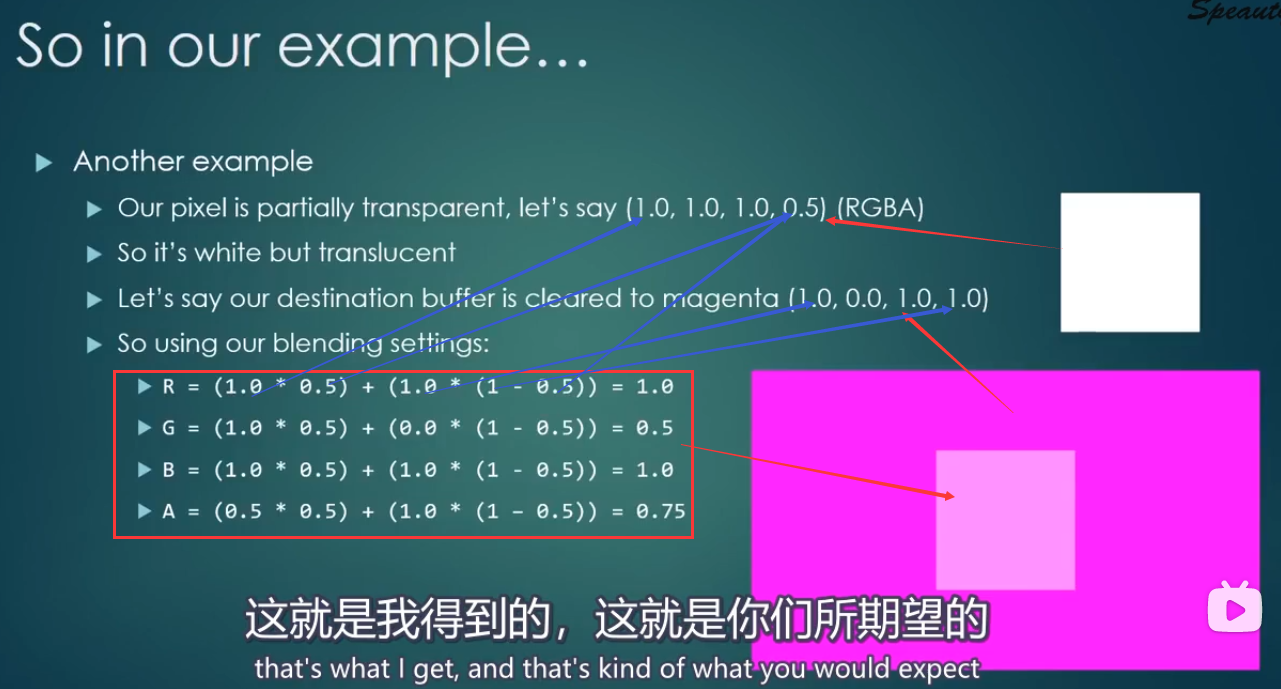 Speaut
So in our example…
Another example
Our pixel is partially transparent, let's say (1.0, 1.0, 1.0, 0.5) (RGBA)
So it's white but translucent
Let's say our destination buffer is cleared to magenta (1.0, 0.0, 1.0, 1.0)
So using our blending settings:
R = (1.0 * 0.5) + (1.0 * (1 - 0.5)) = 1.0
G = (1.0 * 0.5) + (0.0 * (1 - 0.5)) = 0.5
B = (1.0 * 0.5) + (1.0 * (1 - 0.5)) = 1.0
A = (0.5 * 0.5) + (1.0 * (1 – 0.5)) = 0.75
这就是我得到的，这就是你们所期望的
that's what I get, and that's kind of what you would expect